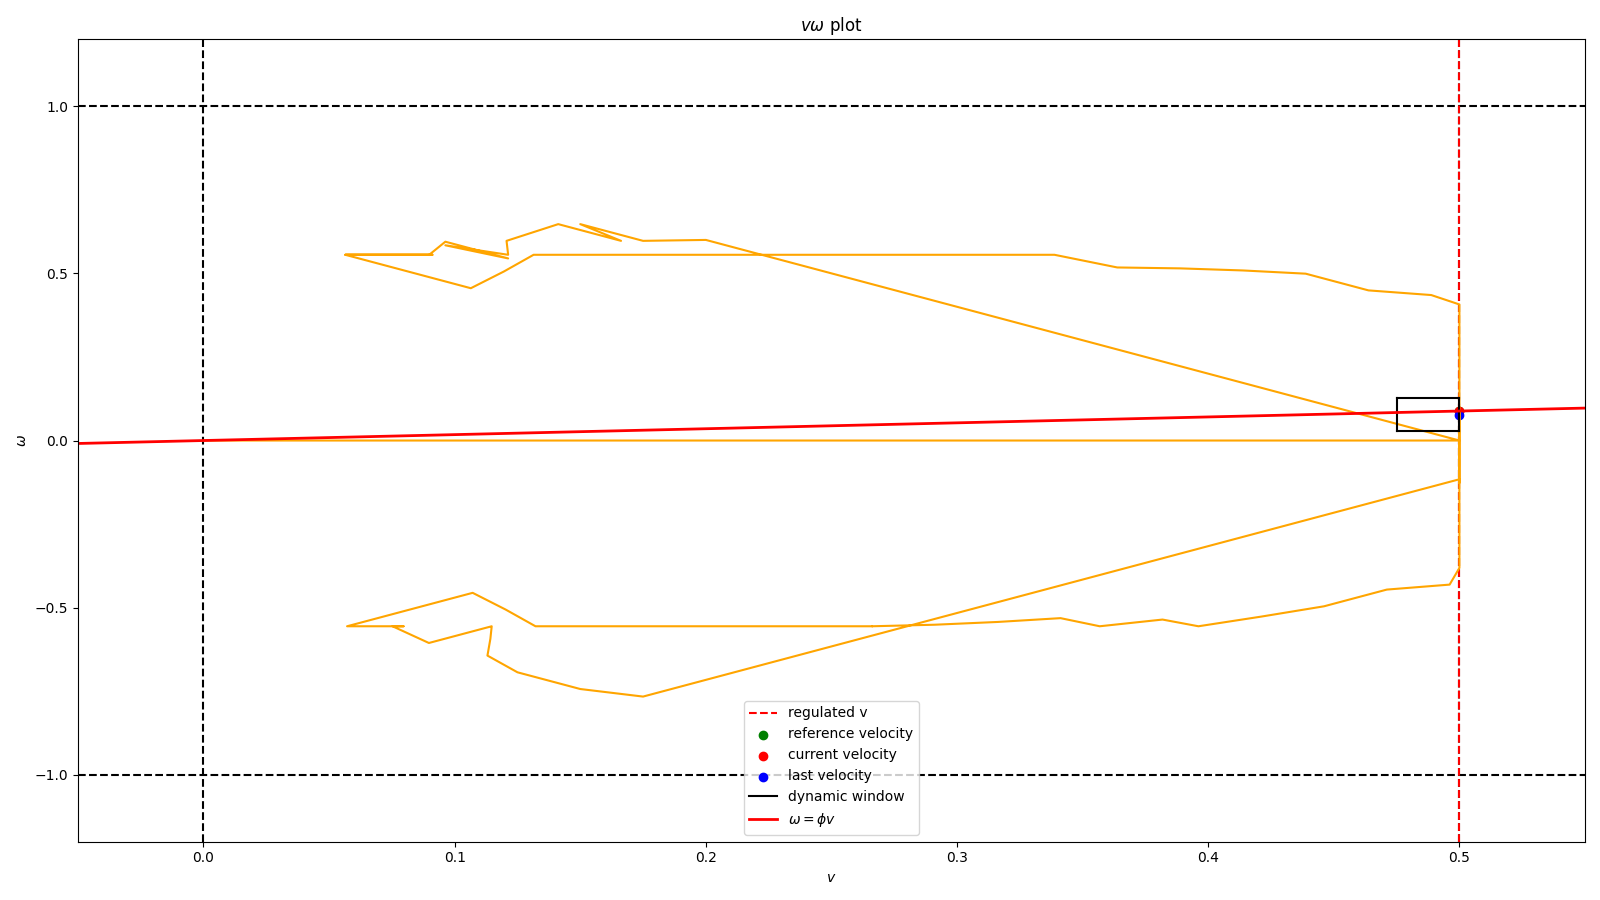 vω plot
1.0
0.5
0.0
−0.5
−1.0
ω
0.0 0.1 0.2 0.3 0.4 0.5
v
regulated v
reference velocity
current velocity
last velocity
dynamic window
ω = ϕv